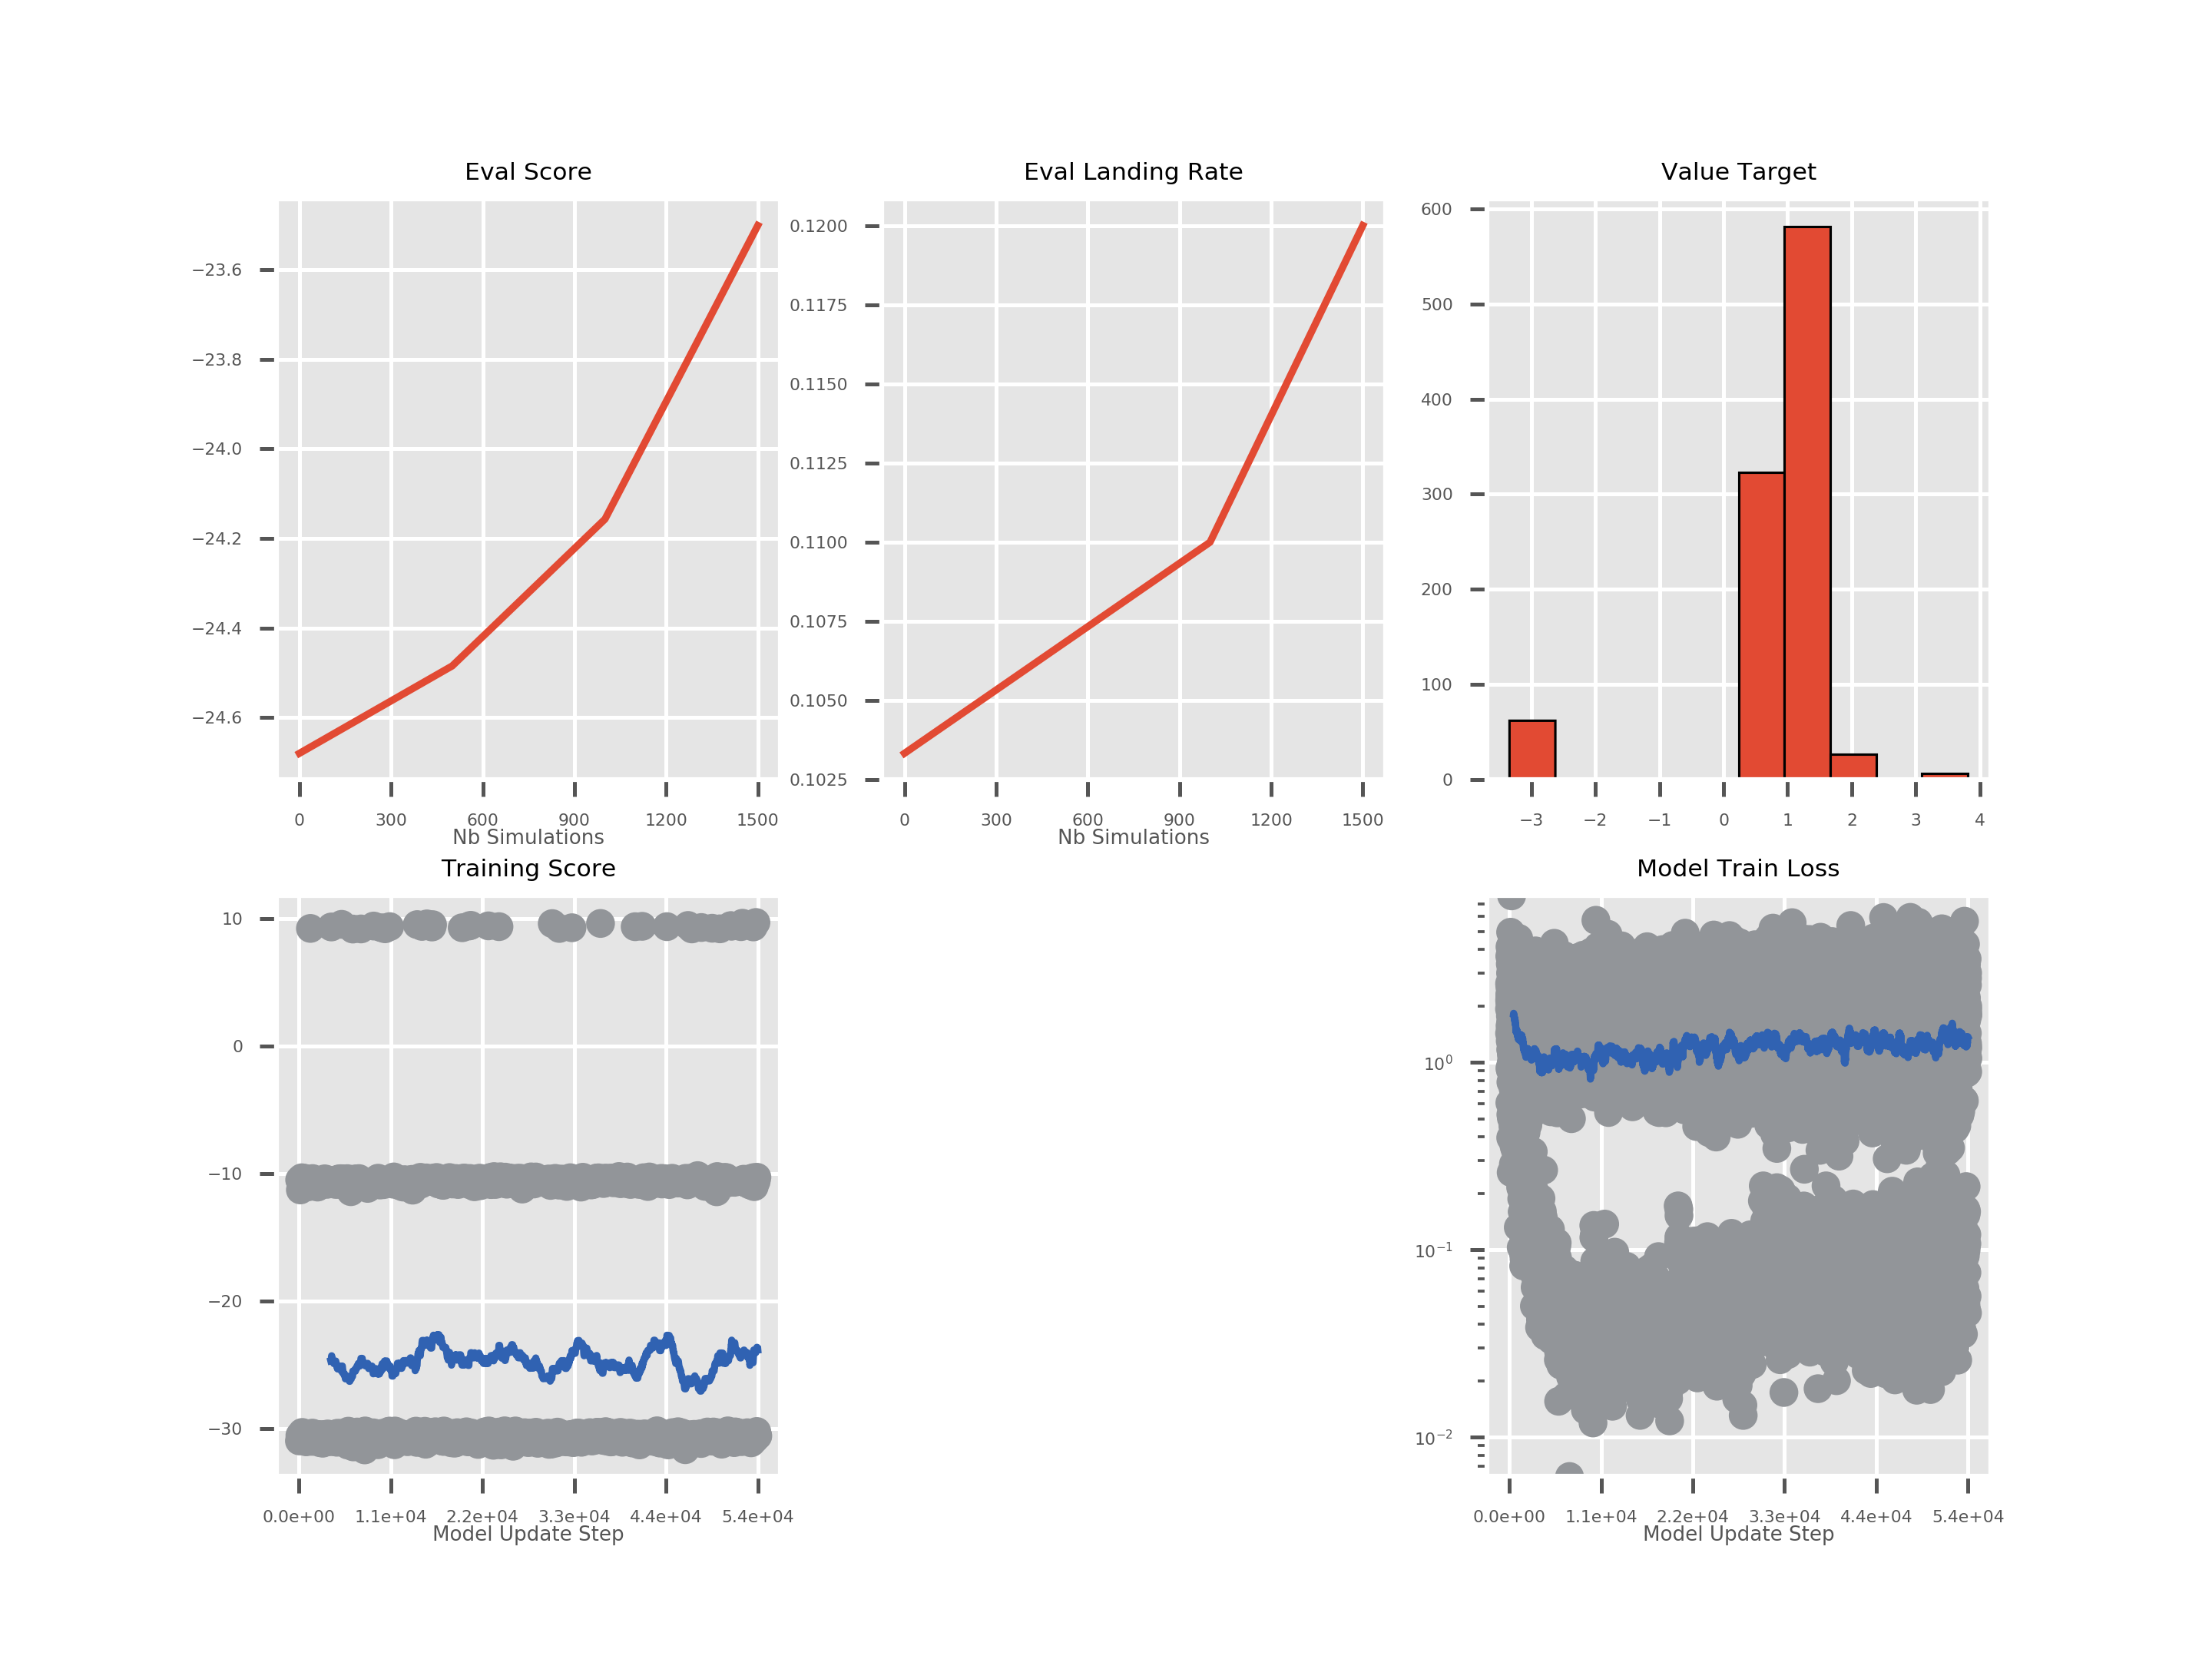 Eval Score
−23.6
−23.8
−24.0
−24.2
−24.4
−24.6
0 300 600 900 1200 1500
Nb Simulations
Eval Landing Rate
0.1200
0.1175
0.1150
0.1125
0.1100
0.1075
0.1050
0.1025
0 300 600 900 1200 1500
Nb Simulations
Value Target
600
500
400
300
200
100
0
−3 −2 −1 0 1 2 3 4
Training Score
10
0
−10
−20
−30
0.0e+00 1.1e+04 2.2e+04 3.3e+04 4.4e+04 5.4e+04
Model Update Step
Model Train Loss
10⁰
10⁻¹
10⁻²
0.0e+00 1.1e+04 2.2e+04 3.3e+04 4.4e+04 5.4e+04
Model Update Step